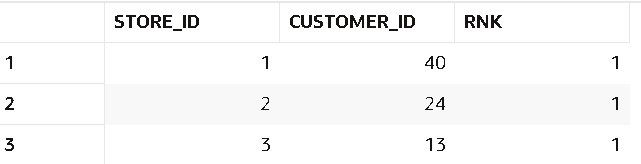 STORE_ID CUSTOMER_ID RNK
1 1 40 1
2 2 24 1
3 3 13 1